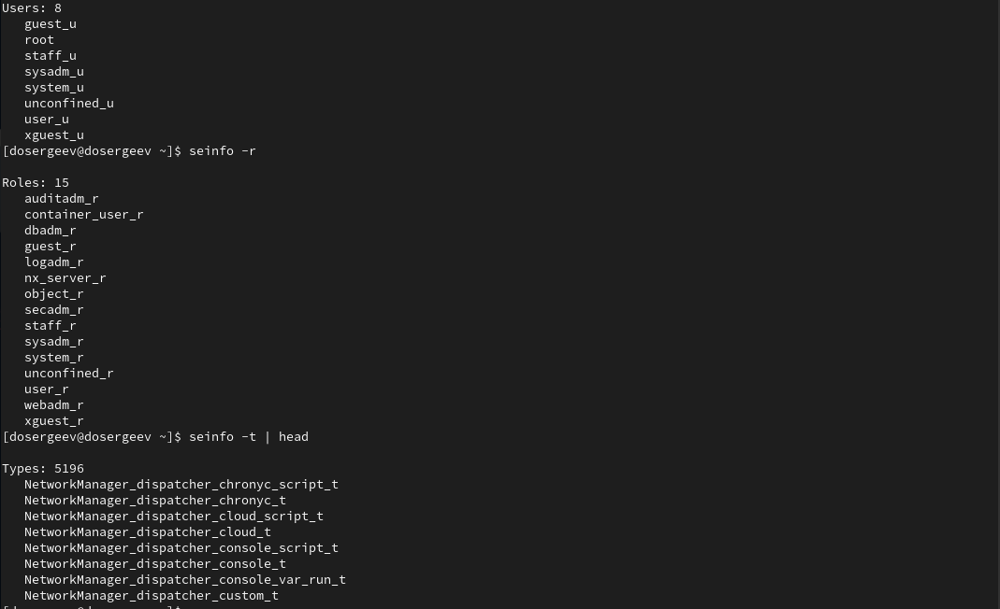 Users: 8
   guest_u
   root
   staff_u
   sysadm_u
   system_u
   unconfined_u
   user_u
   xguest_u
[dosergeev@dosergeev ~]$ seinfo -r

Roles: 15
   auditadm_r
   container_user_r
   dbadm_r
   guest_r
   logadm_r
   nx_server_r
   object_r
   secadm_r
   staff_r
   sysadm_r
   system_r
   unconfined_r
   user_r
   webadm_r
   xguest_r
[dosergeev@dosergeev ~]$ seinfo -t | head

Types: 5196
   NetworkManager_dispatcher_chronyc_script_t
   NetworkManager_dispatcher_chronyc_t
   NetworkManager_dispatcher_cloud_script_t
   NetworkManager_dispatcher_cloud_t
   NetworkManager_dispatcher_console_script_t
   NetworkManager_dispatcher_console_t
   NetworkManager_dispatcher_console_var_run_t
   NetworkManager_dispatcher_custom_t